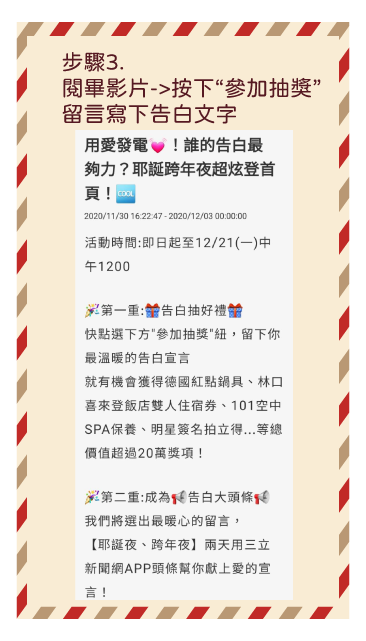 步驟3.
閱畢影片->按下“參加抽獎”
留言寫下告白文字
用愛發電💓！誰的告白最
夠力？耶誕跨年夜超炫登首
頁！🆒
2020/11/30 16:22:47 - 2020/12/03 00:00:00
活動時間:即日起至12/21(一)中
午1200
🎉第一重:🎁告白抽好禮🎁
快點選下方"參加抽獎"紐，留下你
最溫暖的告白宣言
就有機會獲得德國紅點鍋具、林口
喜來登飯店雙人住宿券、101空中
SPA保養、明星簽名拍立得...等總
價值超過20萬獎項！
🎉第二重:成為📢告白大頭條📢
我們將選出最暖心的留言，
【耶誕夜、跨年夜】兩天用三立
新聞網APP頭條幫你獻上愛的宣
言！